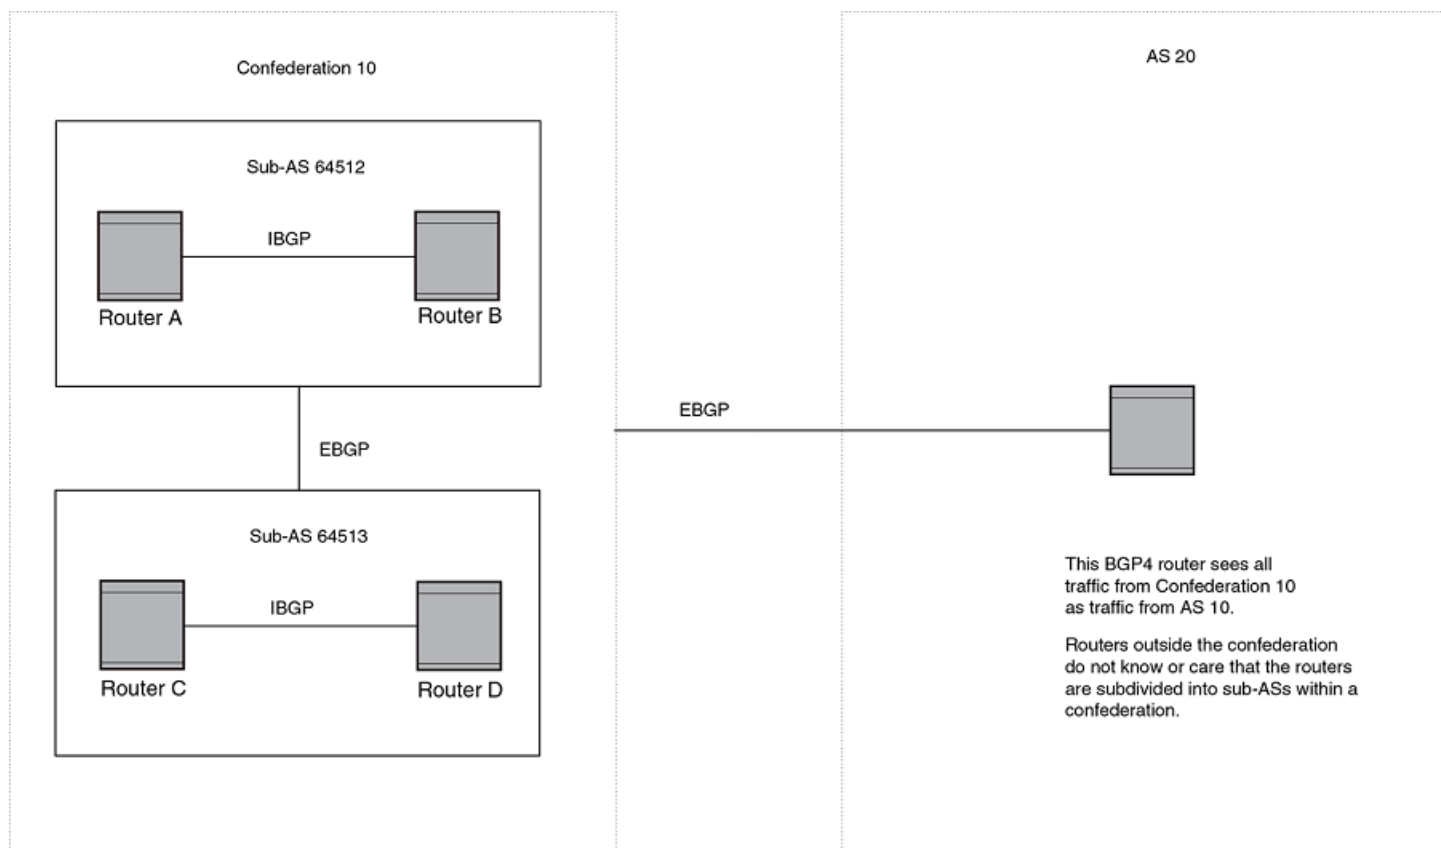 Confederation 10
AS 20
Sub-AS 64512
IBGP
Router A
Router B
EBGP
EBGP
Sub-AS 64513
IBGP
Router C
Router D
This BGP4 router sees all
traffic from Confederation 10
as traffic from AS 10.
Routers outside the confederation
do not know or care that the routers
are subdivided into sub-ASs within a
confederation.